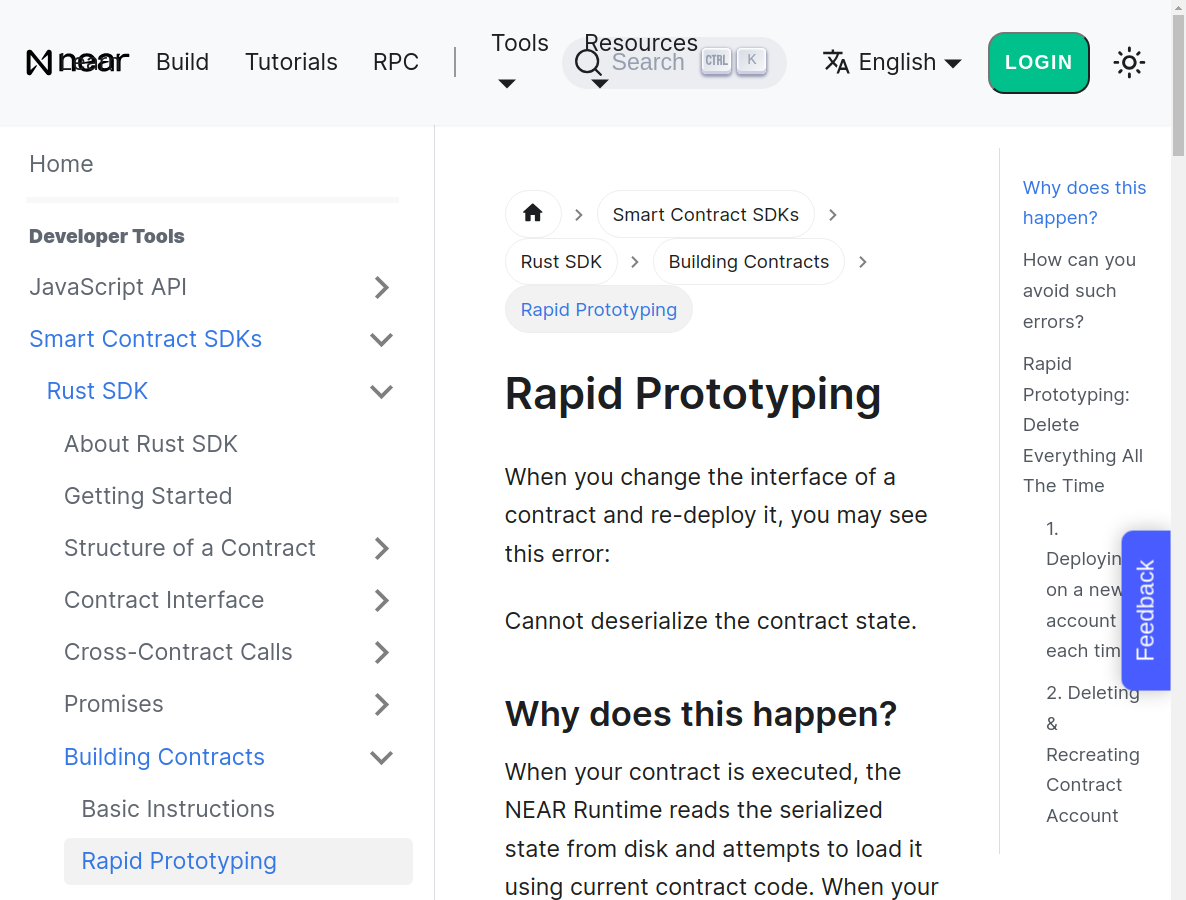 near
Learn
Build
Tutorials
RPC
Tools
Resources
Search
CTRL
K
English
LOGIN
Home
Developer Tools
JavaScript API
Smart Contract SDKs
Rust SDK
About Rust SDK
Getting Started
Structure of a Contract
Contract Interface
Cross-Contract Calls
Promises
Building Contracts
Basic Instructions
Rapid Prototyping
Smart Contract SDKs
Rust SDK
Building Contracts
Rapid Prototyping
Rapid Prototyping
When you change the interface of a
contract and re-deploy it, you may see
this error:
Cannot deserialize the contract state.
Why does this happen?
When your contract is executed, the
NEAR Runtime reads the serialized
state from disk and attempts to load it
using current contract code. When your
Why does this
happen?
How can you
avoid such
errors?
Rapid
Prototyping:
Delete
Everything All
The Time
1.
Deployin
on a new
account
each tim
2. Deleting
&
Recreating
Contract
Account
Feedback